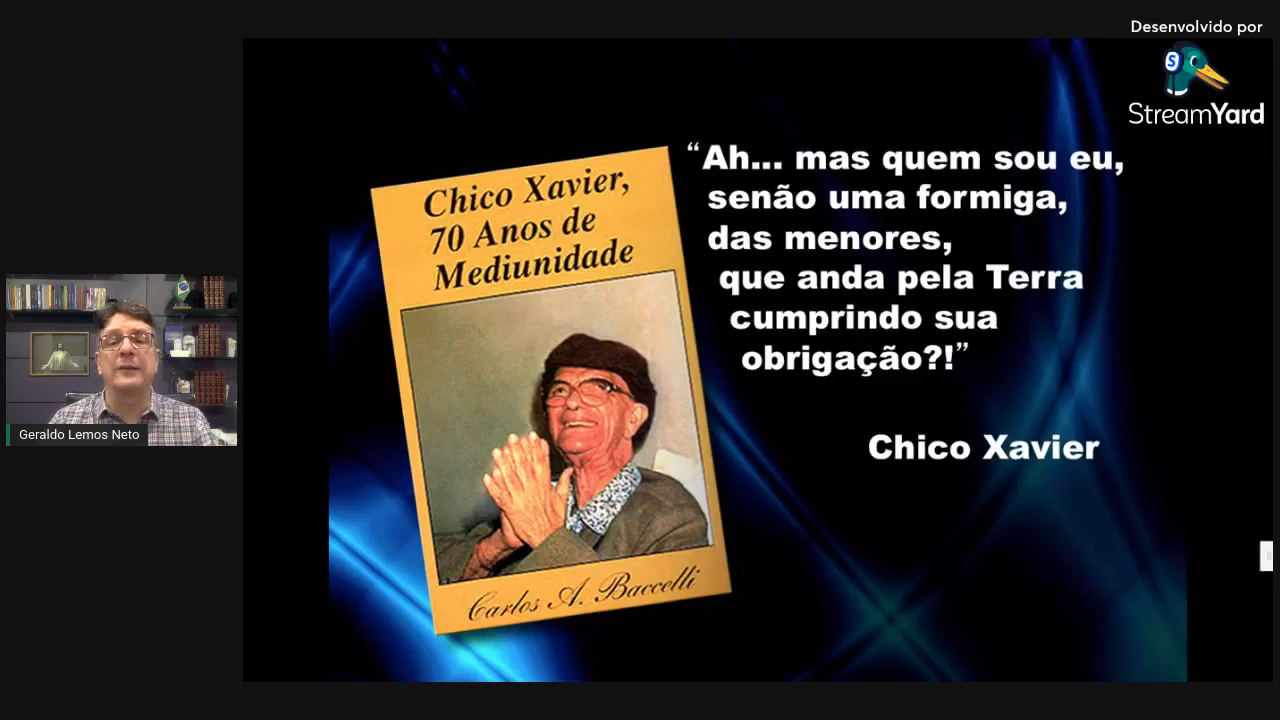 Desenvolvido por
StreamYard
Chico Xavier,
70 Anos de
Mediunidade
Carlos A. Baccelli
“Ah... mas quem sou eu,
senão uma formiga,
das menores,
que anda pela Terra
cumprindo sua
obrigação?!”
Chico Xavier
Geraldo Lemos Neto